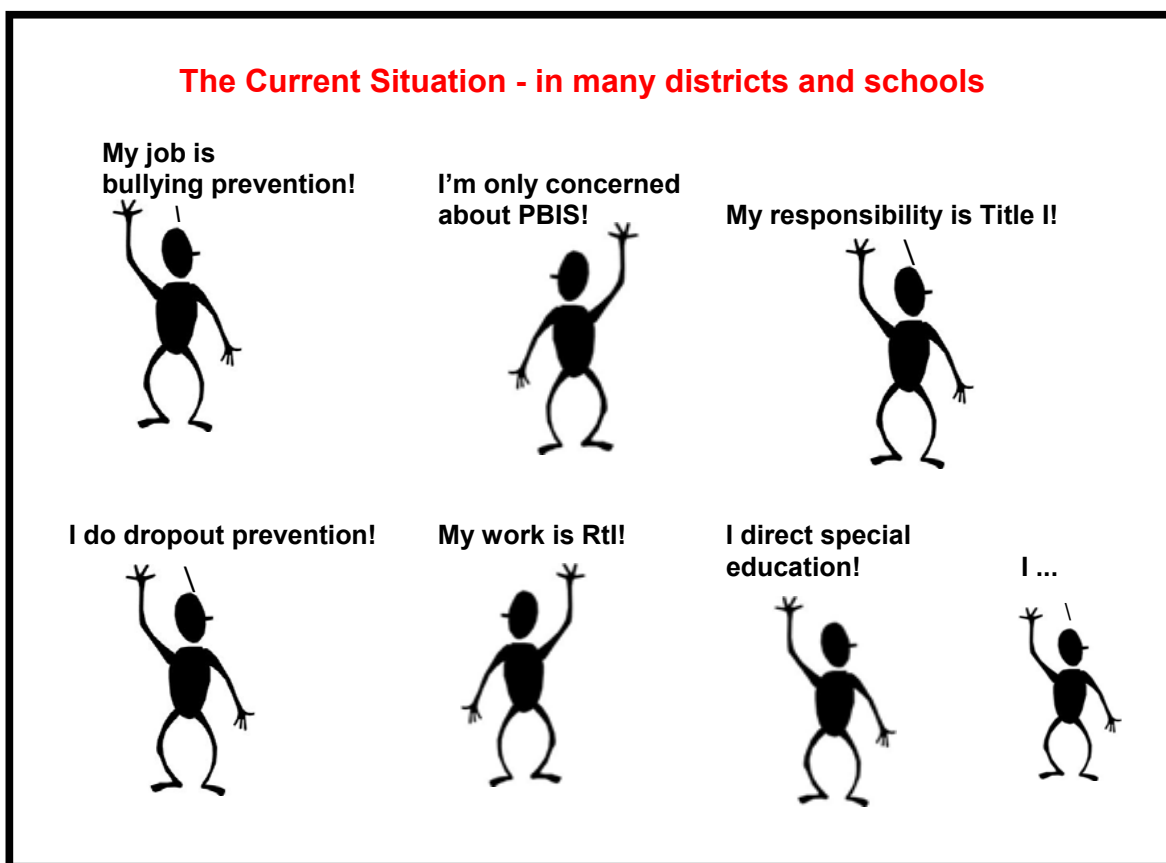 The Current Situation - in many districts and schools
My job is
bullying prevention!
I'm only concerned
about PBIS!
My responsibility is Title I!
I do dropout prevention!
My work is RtI!
I direct special
education!
I ...